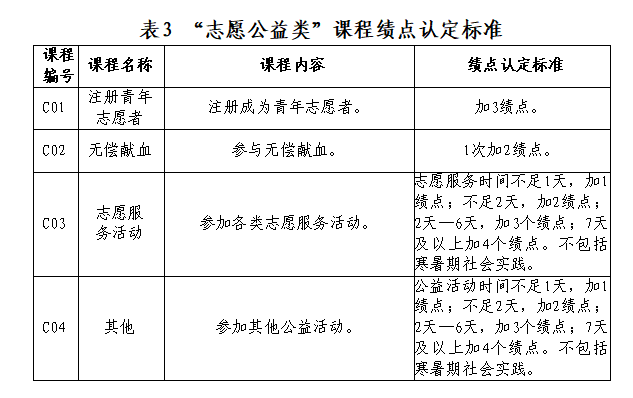 表3 “志愿公益类”课程绩点认定标准
课程
编号
课程名称
课程内容
绩点认定标准
C01
注册青年
志愿者
注册成为青年志愿者。
加3绩点。
C02
无偿献血
参与无偿献血。
1次加2绩点。
C03
志愿服
务活动
参加各类志愿服务活动。
志愿服务时间不足1天，加1
绩点；不足2天，加2绩点；
2天—6天，加3个绩点；7天
及以上加4个绩点。不包括
寒暑期社会实践。
C04
其他
参加其他公益活动。
公益活动时间不足1天，加1
绩点；不足2天，加2绩点；
2天—6天，加3个绩点；7天
及以上加4个绩点。不包括
寒暑期社会实践。